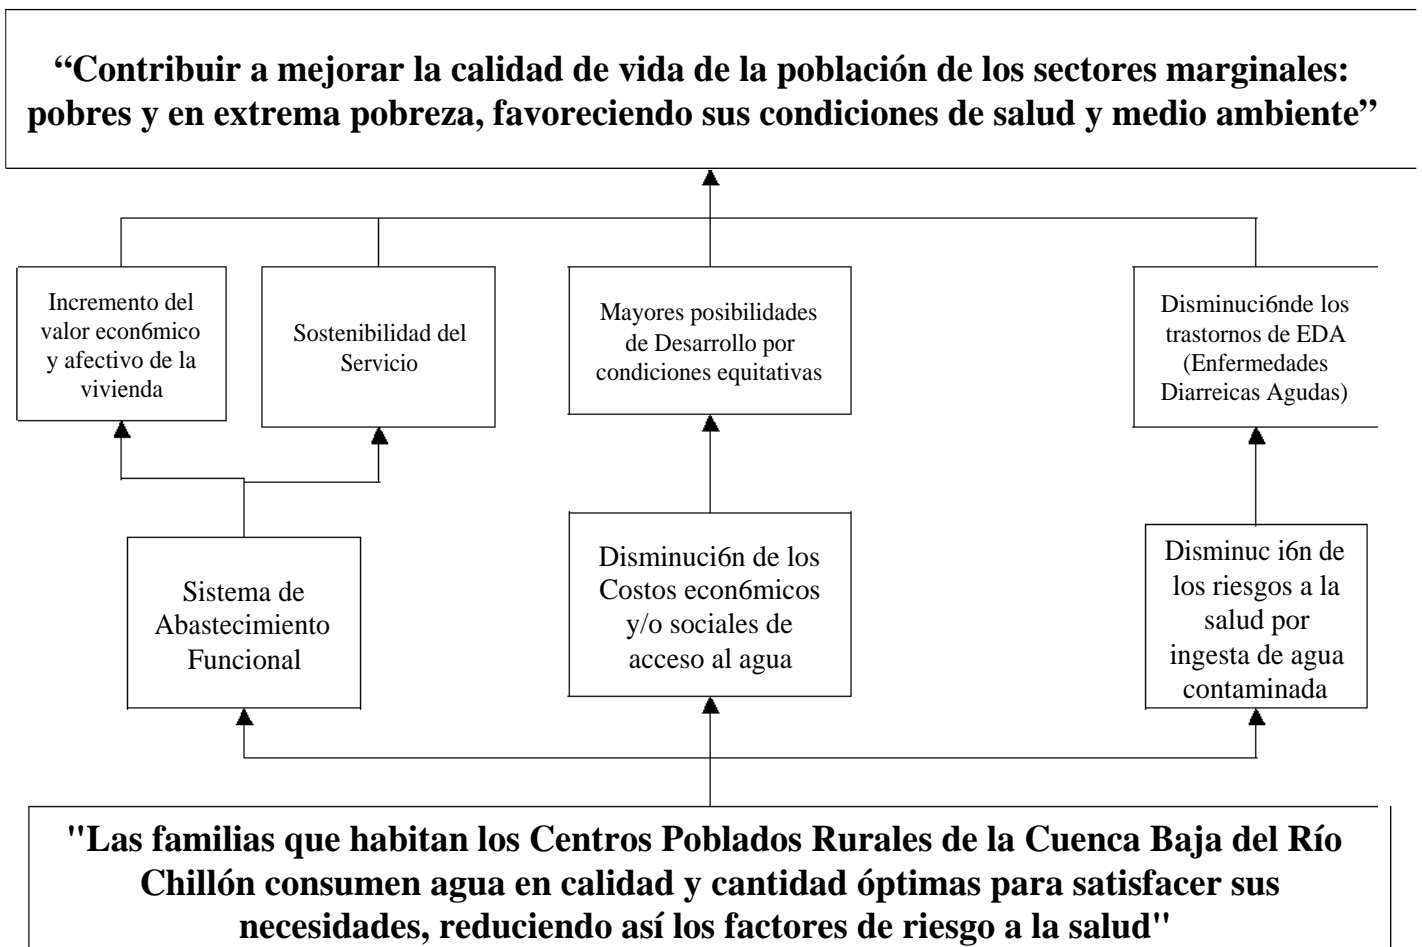 “Contribuir a mejorar la calidad de vida de la población de los sectores marginales:
pobres y en extrema pobreza, favoreciendo sus condiciones de salud y medio ambiente”
Incremento del
valor econ6mico
y afectivo de la
vivienda
Sostenibilidad del
Servicio
Mayores posibilidades
de Desarrollo por
condiciones equitativas
Disminuci6nde los
trastornos de EDA
(Enfermedades
Diarreicas Agudas)
Sistema de
Abastecimiento
Funcional
Disminuci6n de los
Costos econ6micos
y/o sociales de
acceso al agua
Disminuc i6n de
los riesgos a la
salud por
ingesta de agua
contaminada
"Las familias que habitan los Centros Poblados Rurales de la Cuenca Baja del Río
Chillón consumen agua en calidad y cantidad óptimas para satisfacer sus
necesidades, reduciendo así los factores de riesgo a la salud"